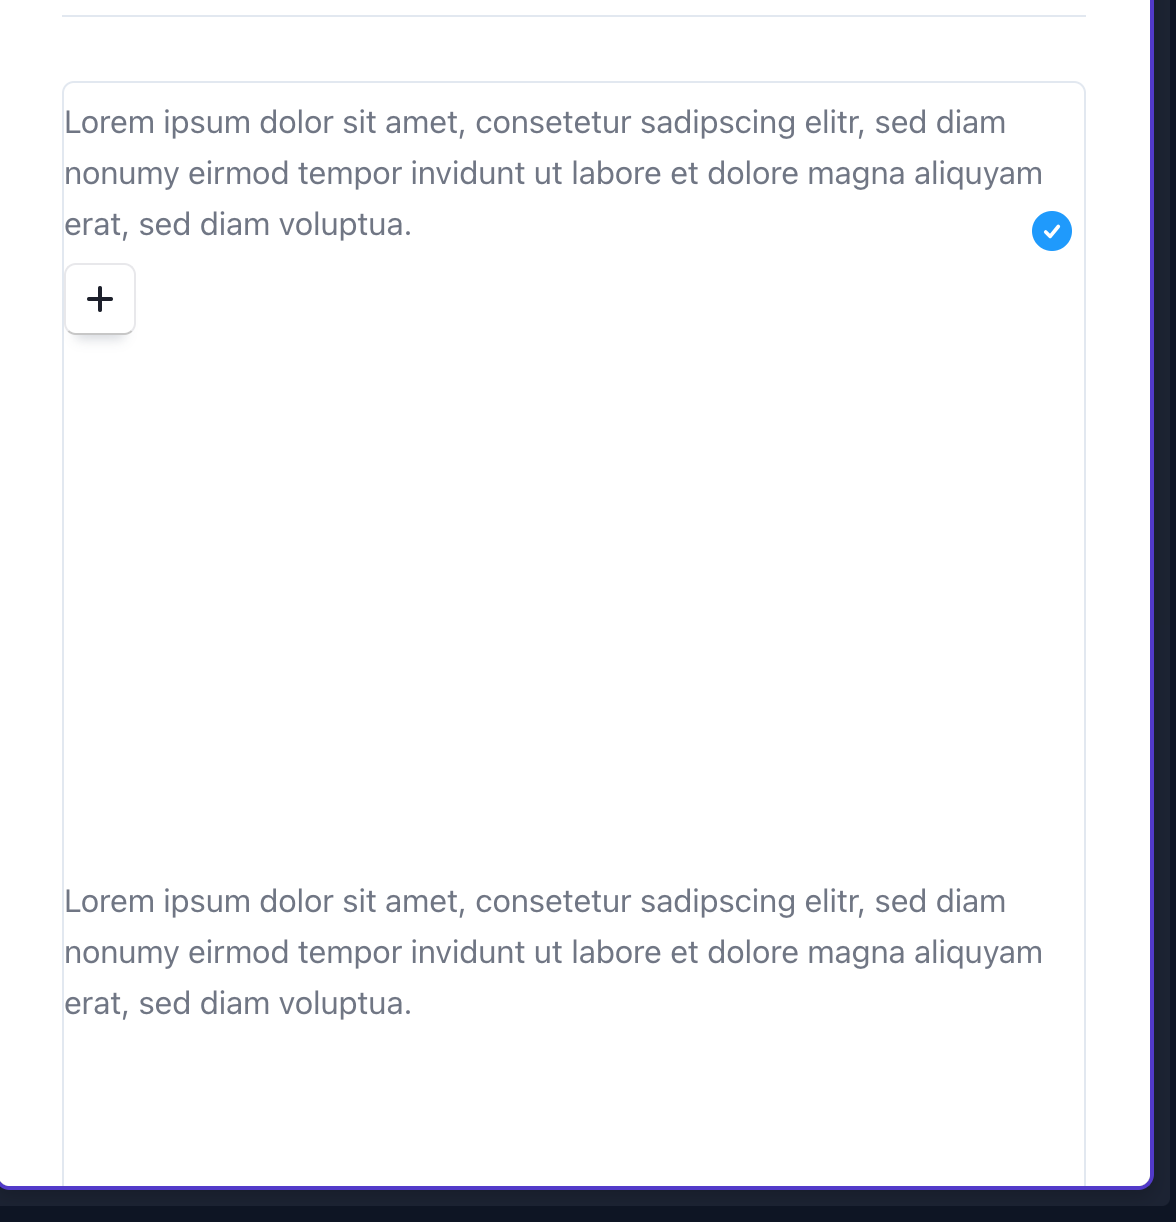 Lorem ipsum dolor sit amet, consetetur sadipscing elitr, sed diam
nonumy eirmod tempor invidunt ut labore et dolore magna aliquyam
erat, sed diam voluptua.
Lorem ipsum dolor sit amet, consetetur sadipscing elitr, sed diam
nonumy eirmod tempor invidunt ut labore et dolore magna aliquyam
erat, sed diam voluptua.